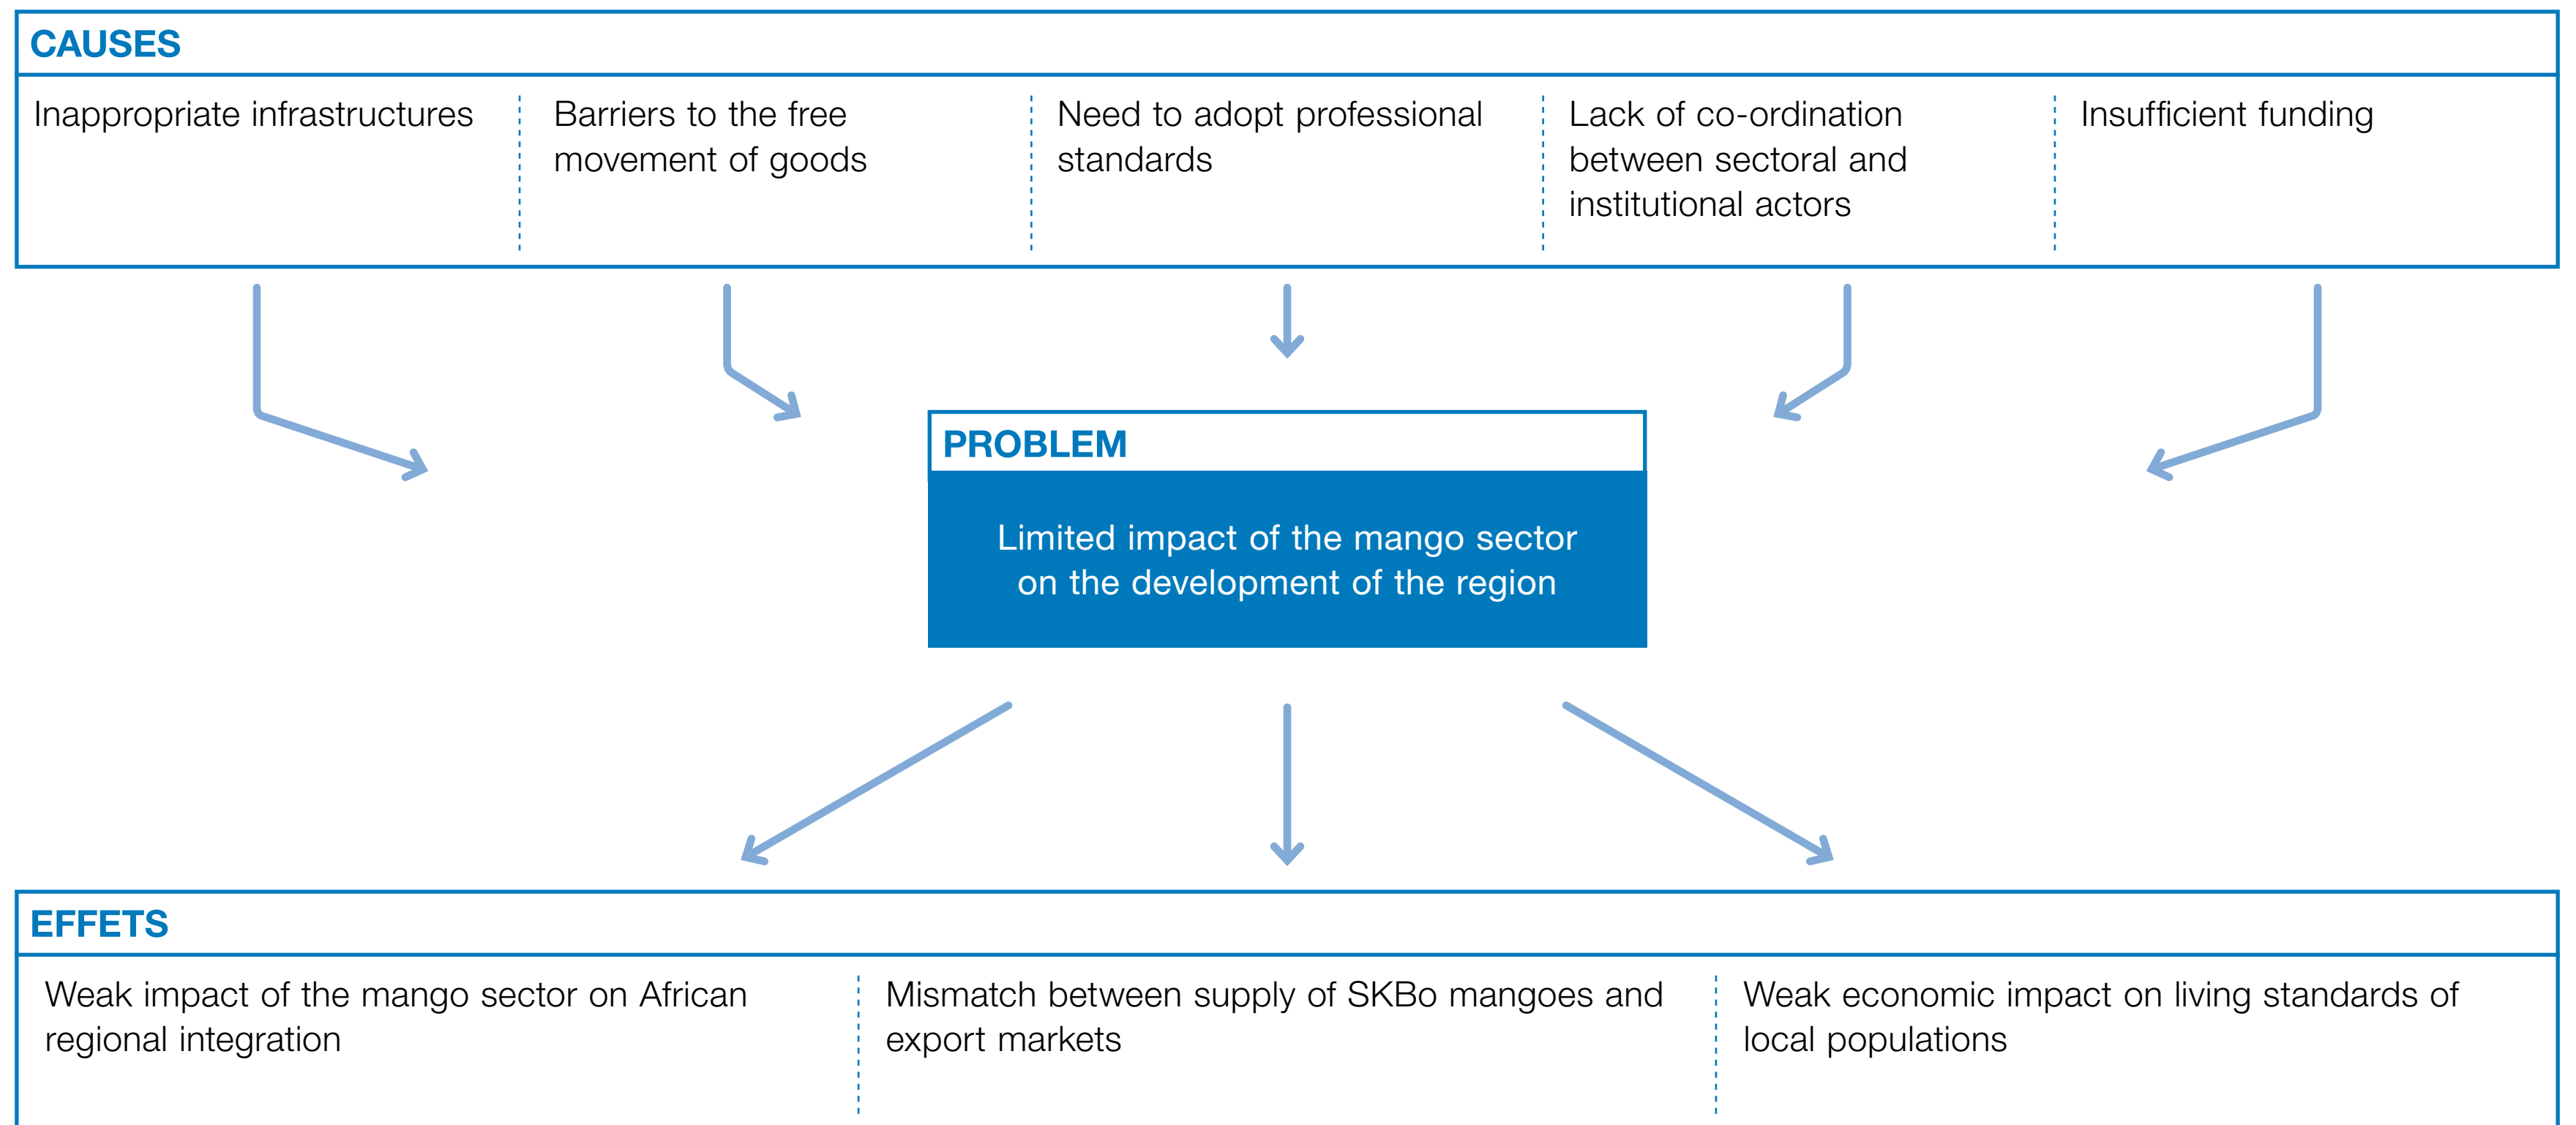 CAUSES
Inappropriate infrastructures
Barriers to the free
movement of goods
Need to adopt professional
standards
Lack of co-ordination
between sectoral and
institutional actors
Insufficient funding
PROBLEM
Limited impact of the mango sector
on the development of the region
EFFETS
Weak impact of the mango sector on African
regional integration
Mismatch between supply of SKBo mangoes and
export markets
Weak economic impact on living standards of
local populations